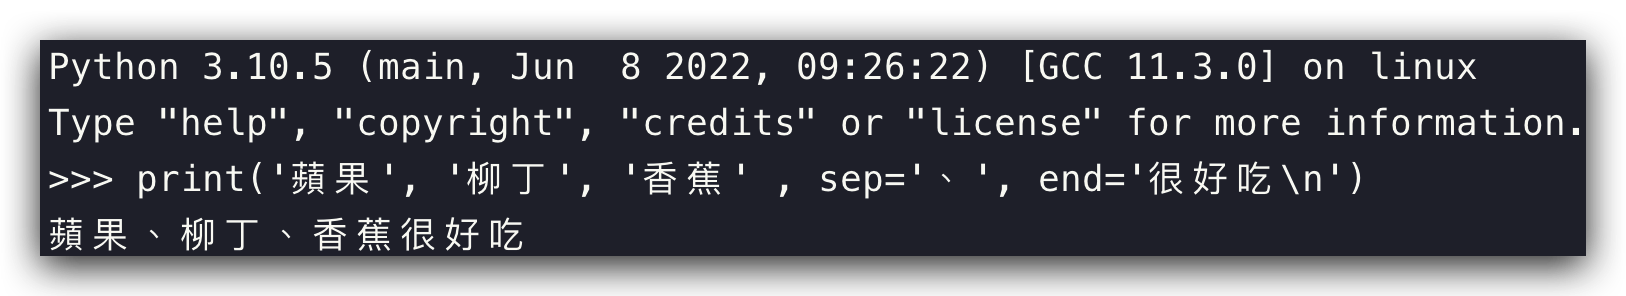 Python 3.10.5 (main, Jun  8 2022, 09:26:22) [GCC 11.3.0] on linux
Type "help", "copyright", "credits" or "license" for more information.
>>> print('蘋果', '柳丁', '香蕉' , sep='、', end='很好吃\n')
蘋果、柳丁、香蕉很好吃